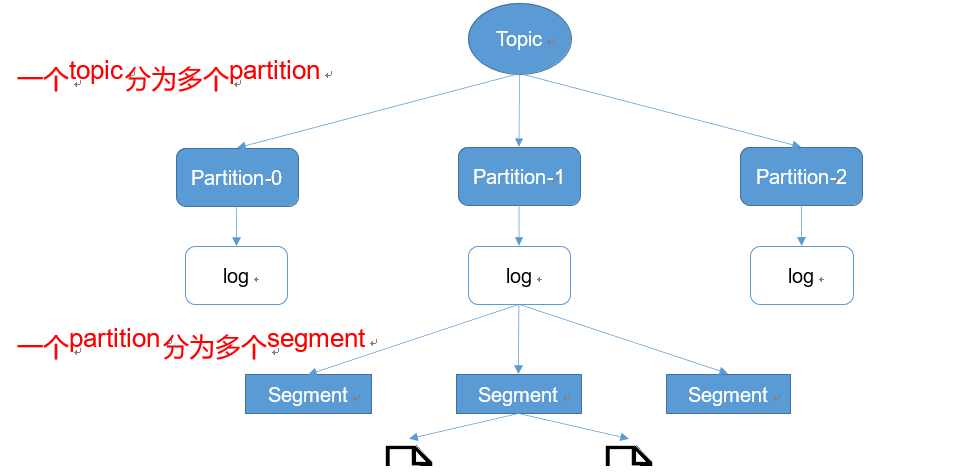 Topic
一个topic分为多个partition
Partition-0
Partition-1
Partition-2
log
log
log
一个partition分为多个segment
Segment
Segment
Segment